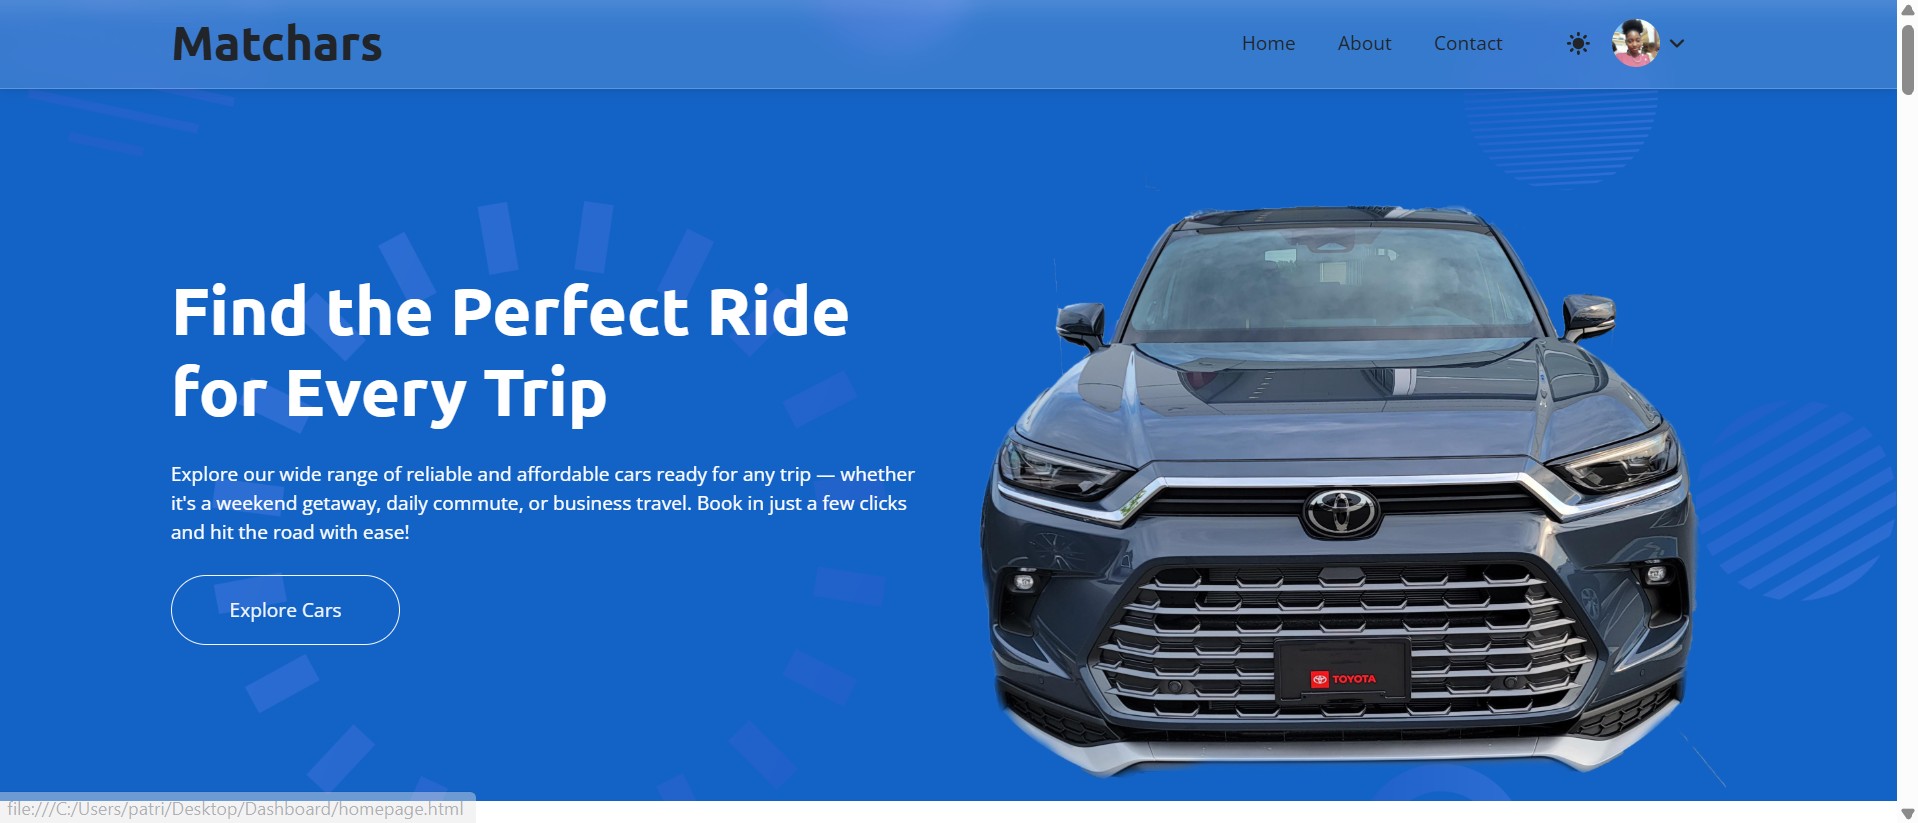 Matchars
Home About Contact
Find the Perfect Ride
for Every Trip
Explore our wide range of reliable and affordable cars ready for any trip — whether
it's a weekend getaway, daily commute, or business travel. Book in just a few clicks
and hit the road with ease!
Explore Cars
TOYOTA
file:///C:/Users/patri/Desktop/Dashboard/homepage.html